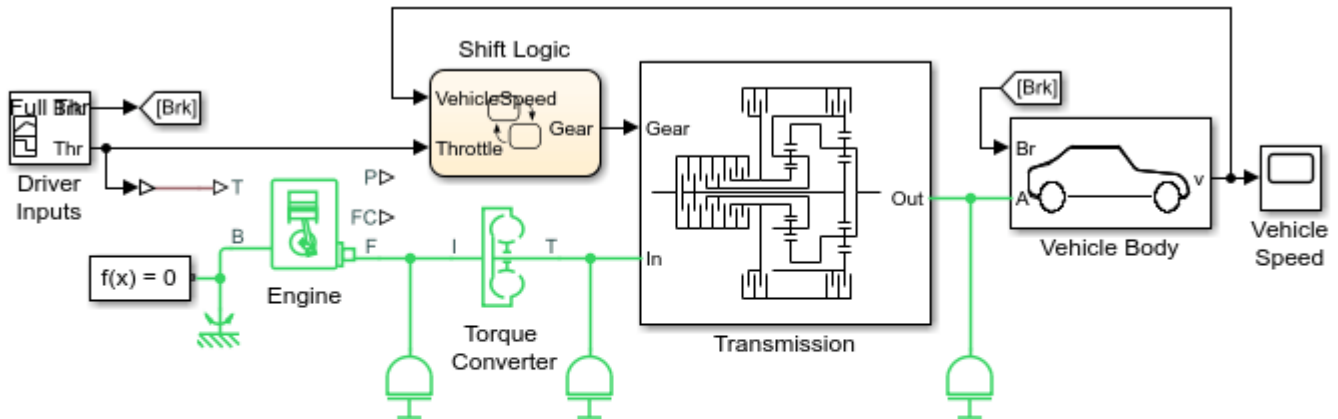 Shift Logic
VehicleSpeed
Gear
Throttle
Thr
[Brk]
Thr
Driver
Inputs
T
P
FC
B
F
Engine
f(x) = 0
I
T
Torque
Converter
Gear
In
Out
Transmission
[Brk]
Br
A
v
Vehicle Body
Vehicle
Speed